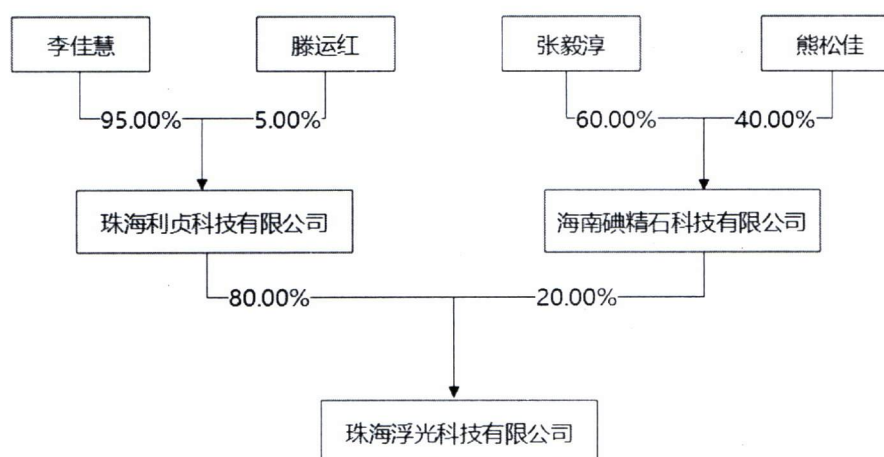 李佳慧
滕运红
张毅淳
熊松佳
95.00%
5.00%
60.00%
40.00%
珠海利贞科技有限公司
海南碘精石科技有限公司
80.00%
20.00%
珠海浮光科技有限公司